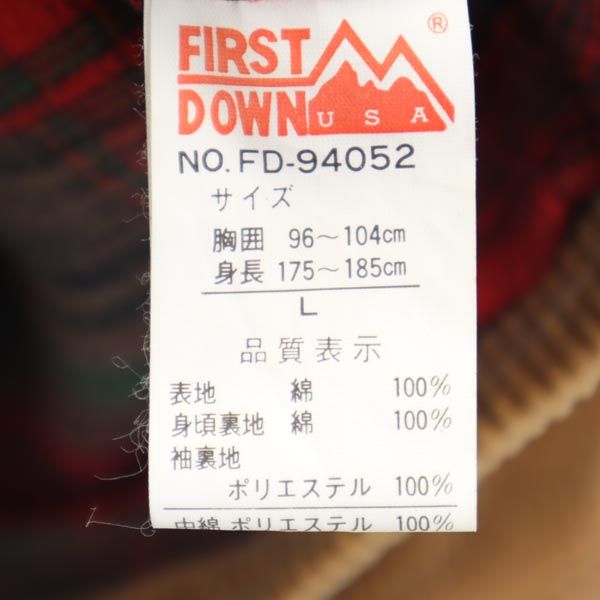 FIRST
DOWN USA ®
NO. FD-94052
サイズ
胸囲 96〜104cm
身長 175〜185cm
L
品質表示
表地 綿 100%
身頃裏地 綿 100%
袖裏地
ポリエステル 100%
中綿 ポリエステル 100%